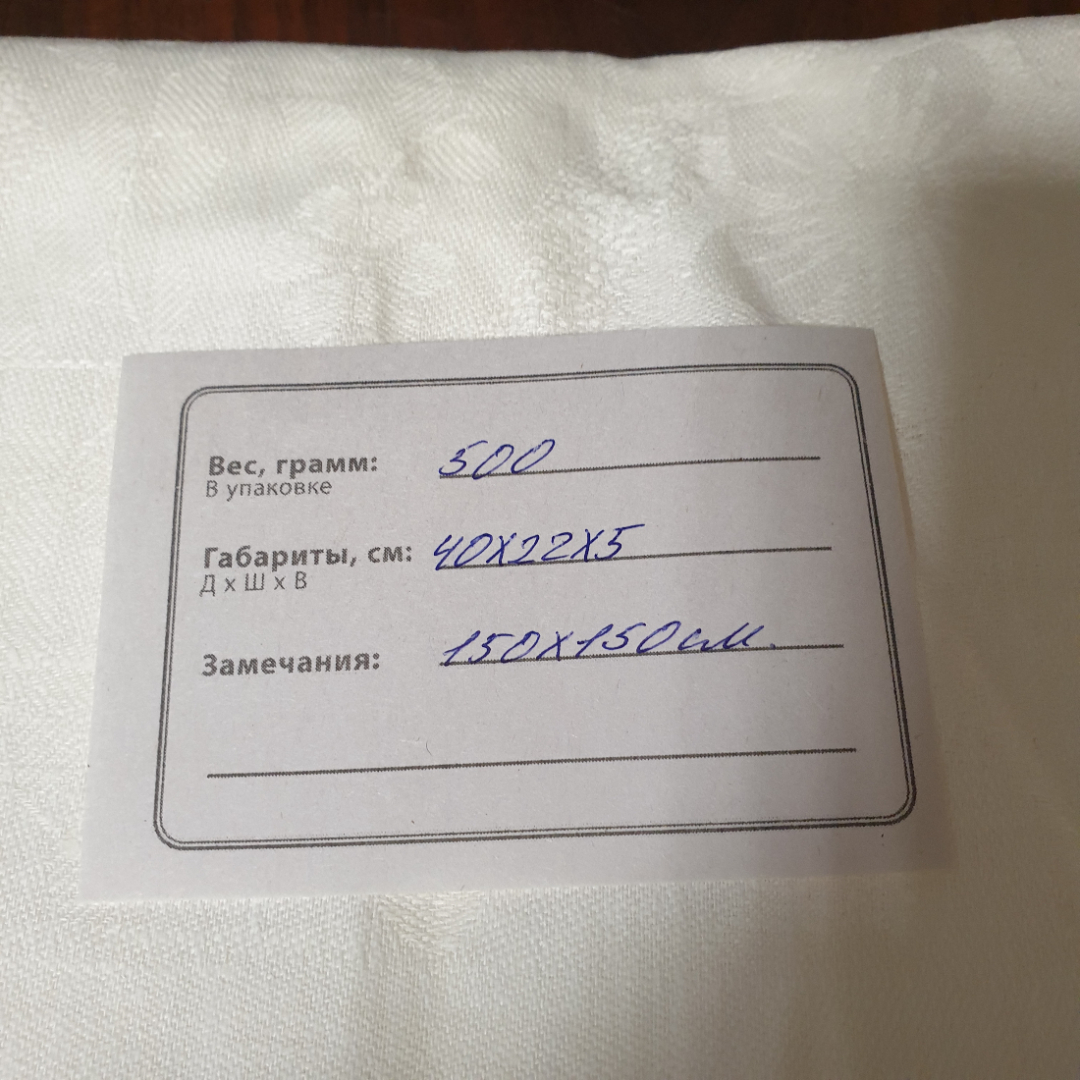 Вес, грамм: 500
В упаковке
Габариты, см: 40х22х5
Д х Ш х В
Замечания: 150х150см.